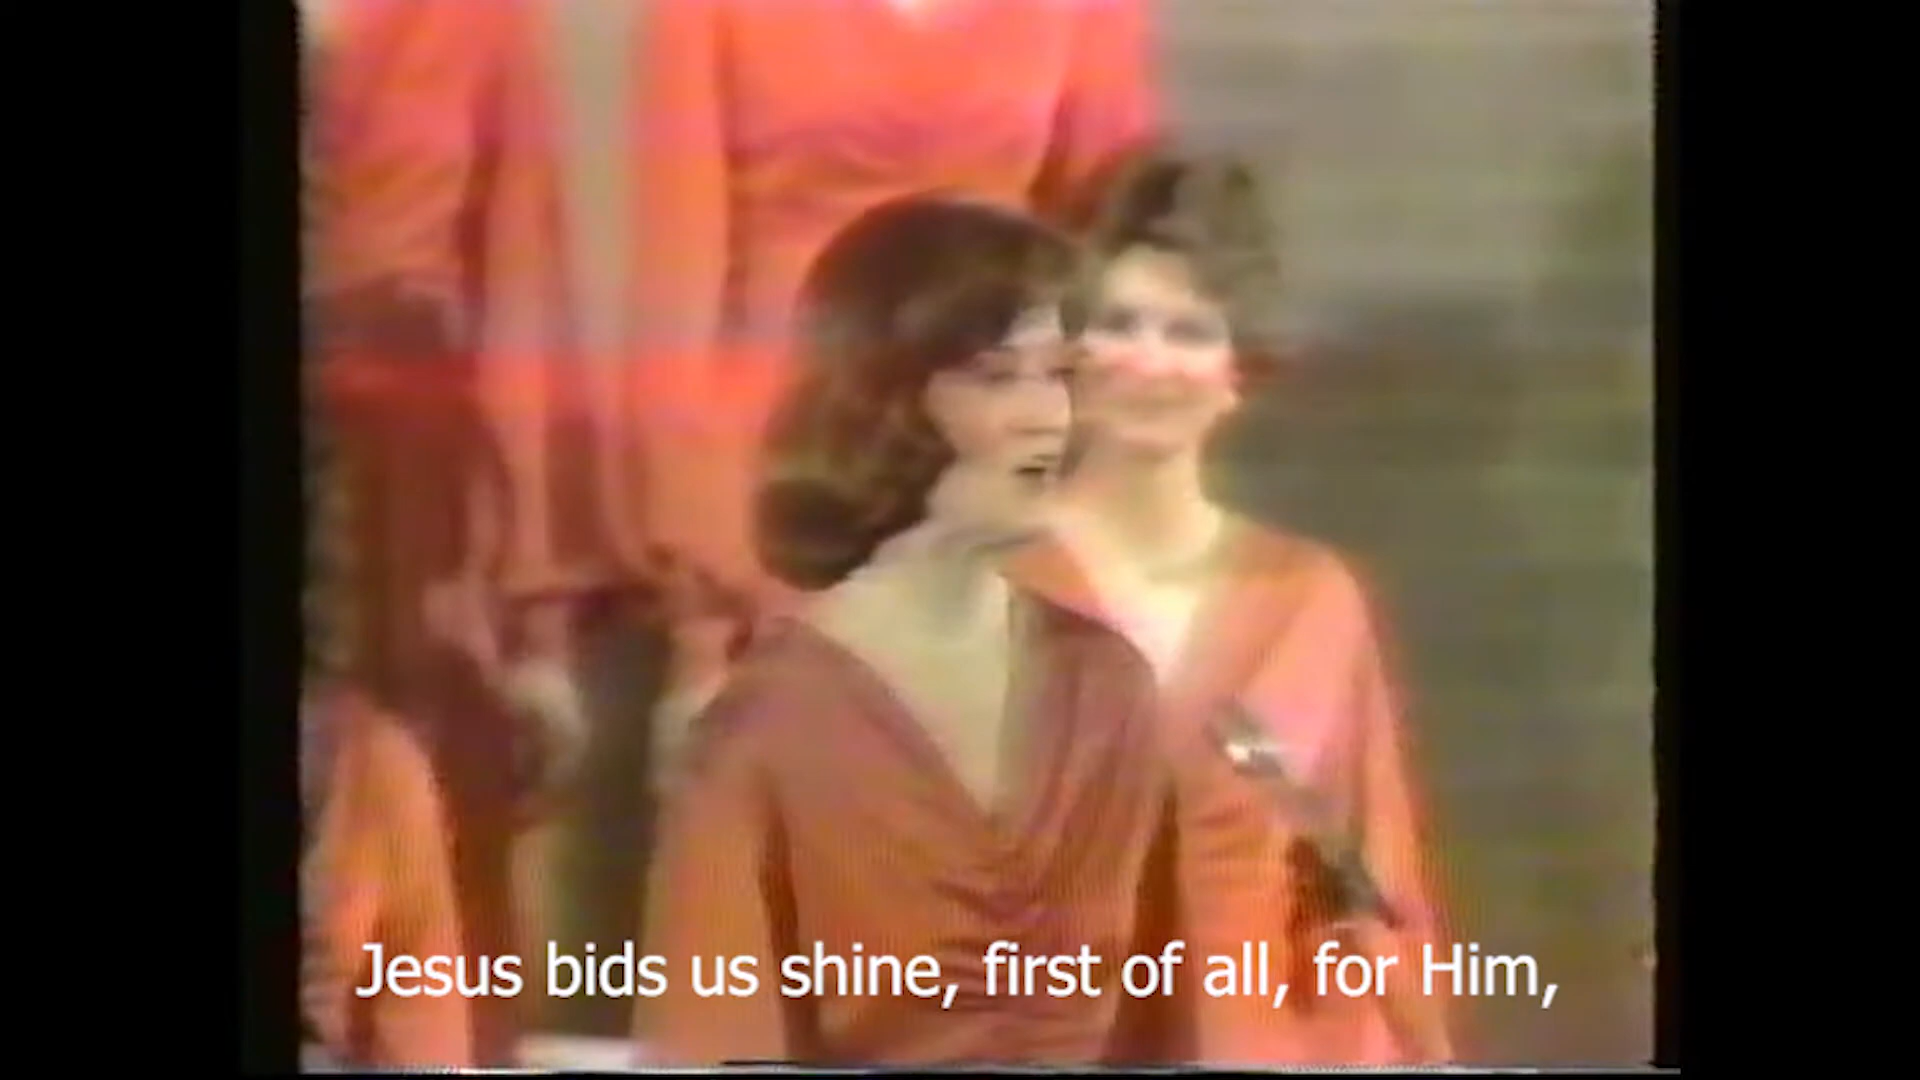 Jesus bids us shine, first of all, for Him,